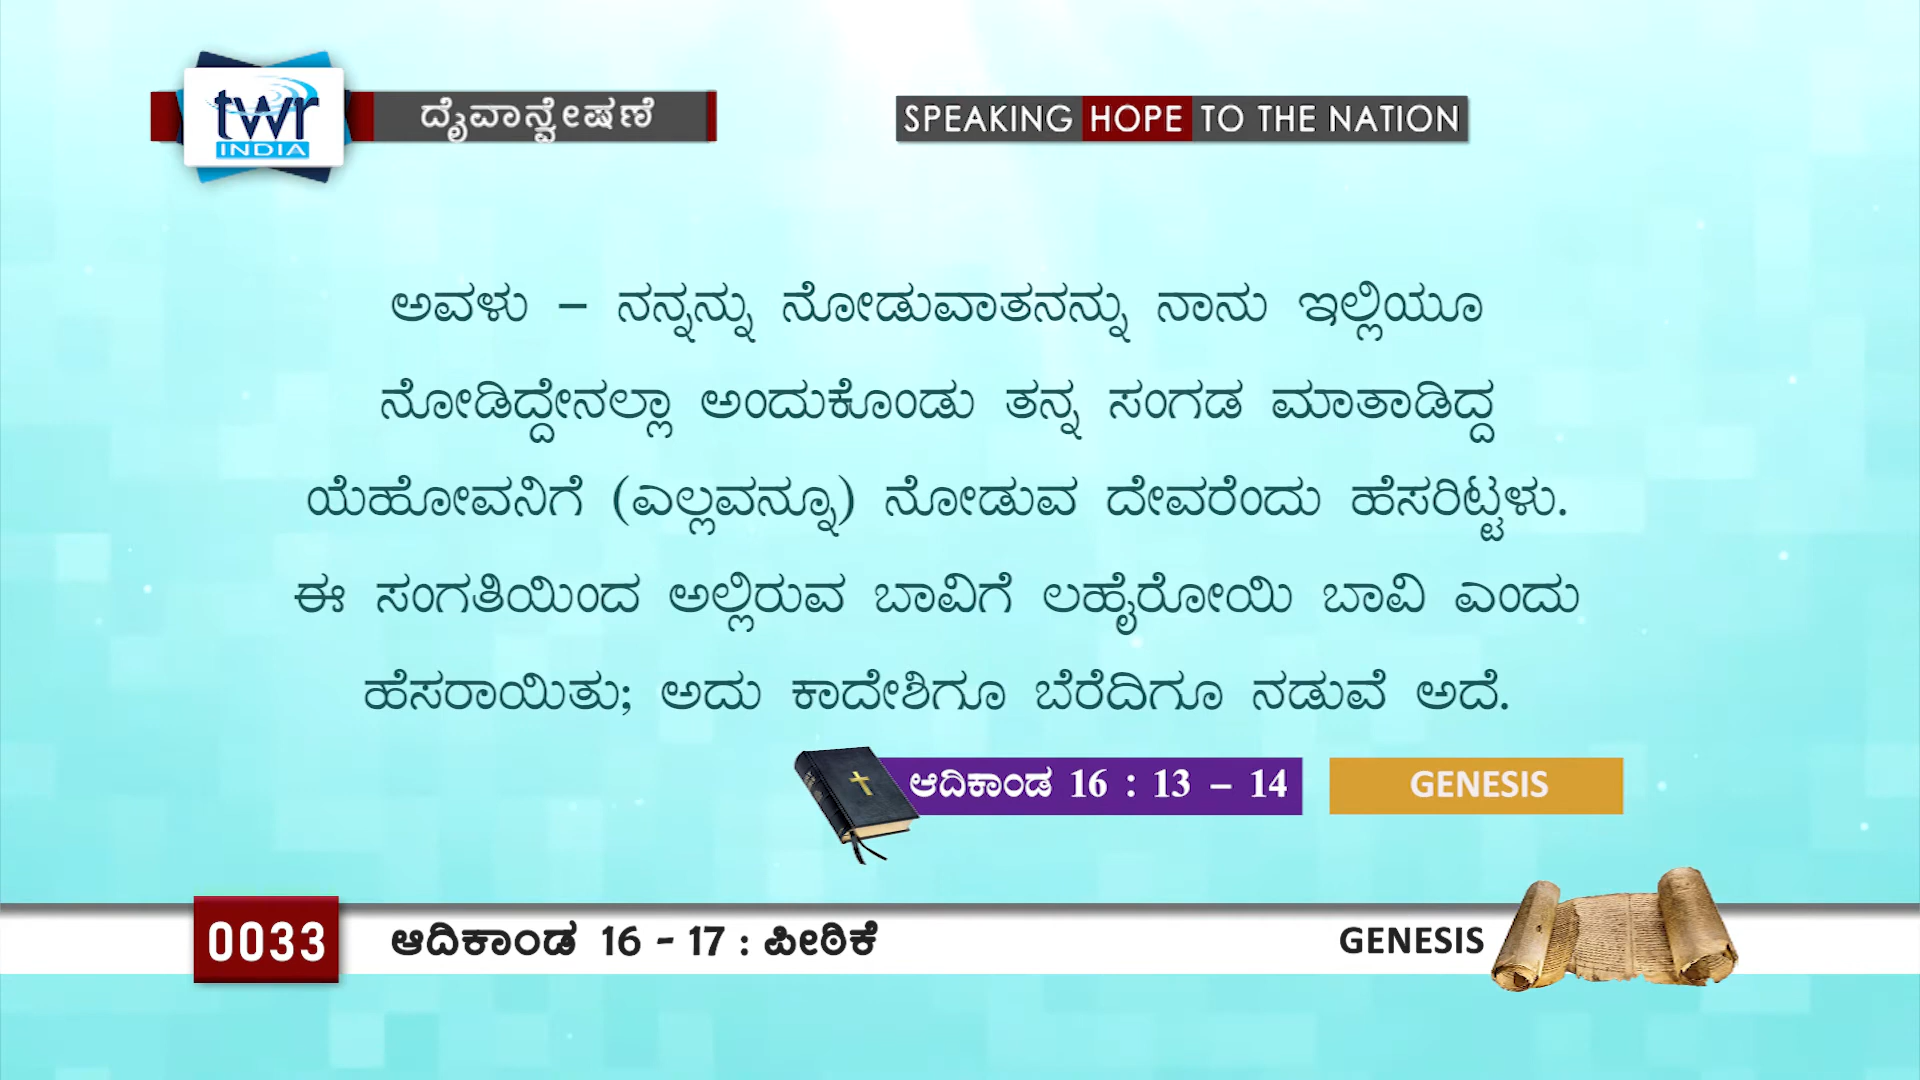 twr
INDIA
ದೈವಾನ್ವೇಷಣೆ
SPEAKING HOPE TO THE NATION
ಅವಳು – ನನ್ನನ್ನು ನೋಡುವಾತನನ್ನು ನಾನು ಇಲ್ಲಿಯೂ
ನೋಡಿದ್ದೇನಲ್ಲಾ ಅಂದುಕೊಂಡು ತನ್ನ ಸಂಗಡ ಮಾತಾಡಿದ್ದ
ಯೆಹೋವನಿಗೆ (ಎಲ್ಲವನ್ನೂ) ನೋಡುವ ದೇವರೆಂದು ಹೆಸರಿಟ್ಟಳು.
ಈ ಸಂಗತಿಯಿಂದ ಅಲ್ಲಿರುವ ಬಾವಿಗೆ ಲಹೈರೋಯಿ ಬಾವಿ ಎಂದು
ಹೆಸರಾಯಿತು; ಅದು ಕಾದೇಶಿಗೂ ಬೆರೆದಿಗೂ ನಡುವೆ ಅದೆ.
ಆದಿಕಾಂಡ 16 : 13 – 14
GENESIS
0033
ಆದಿಕಾಂಡ 16 - 17 : ಪೀಠಿಕೆ
GENESIS